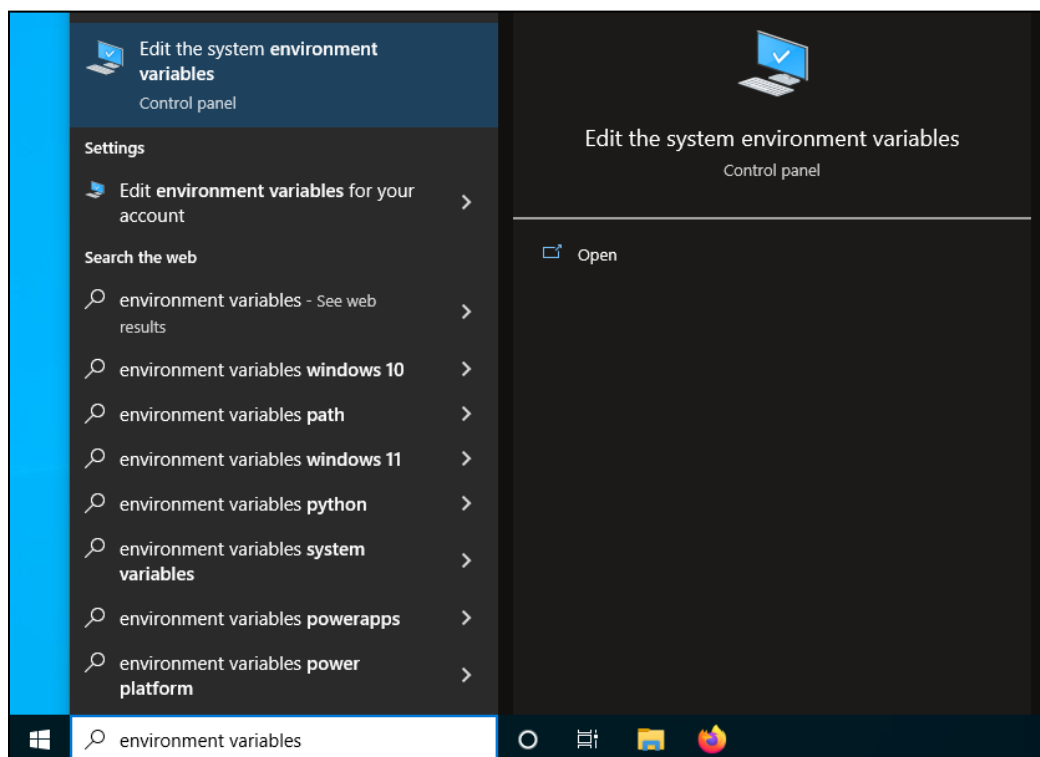 Edit the system environment
variables
Control panel
Settings
Edit environment variables for your
account
Search the web
environment variables - See web
results
environment variables windows 10
environment variables path
environment variables windows 11
environment variables python
environment variables system
variables
environment variables powerapps
environment variables power
platform
environment variables
Edit the system environment variables
Control panel
Open